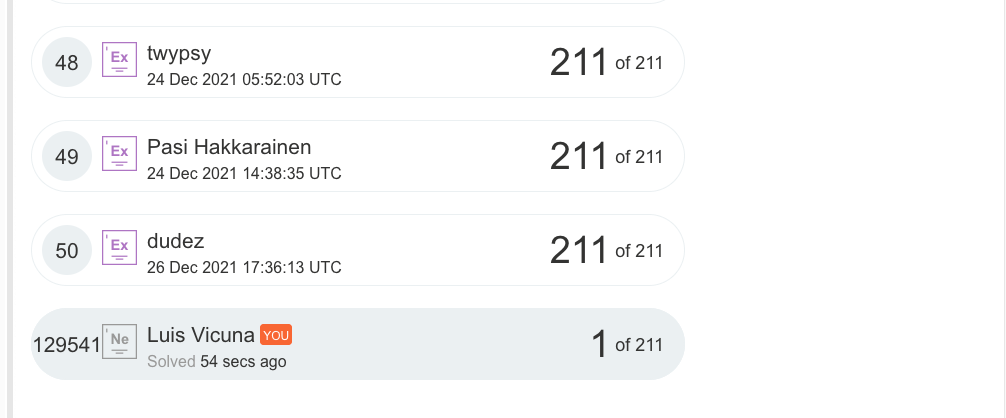 48
Ex
twypsy
24 Dec 2021 05:52:03 UTC
211 of 211
49
Ex
Pasi Hakkarainen
24 Dec 2021 14:38:35 UTC
211 of 211
50
Ex
dudez
26 Dec 2021 17:36:13 UTC
211 of 211
129541
Ne
Luis Vicuna YOU
Solved 54 secs ago
1 of 211